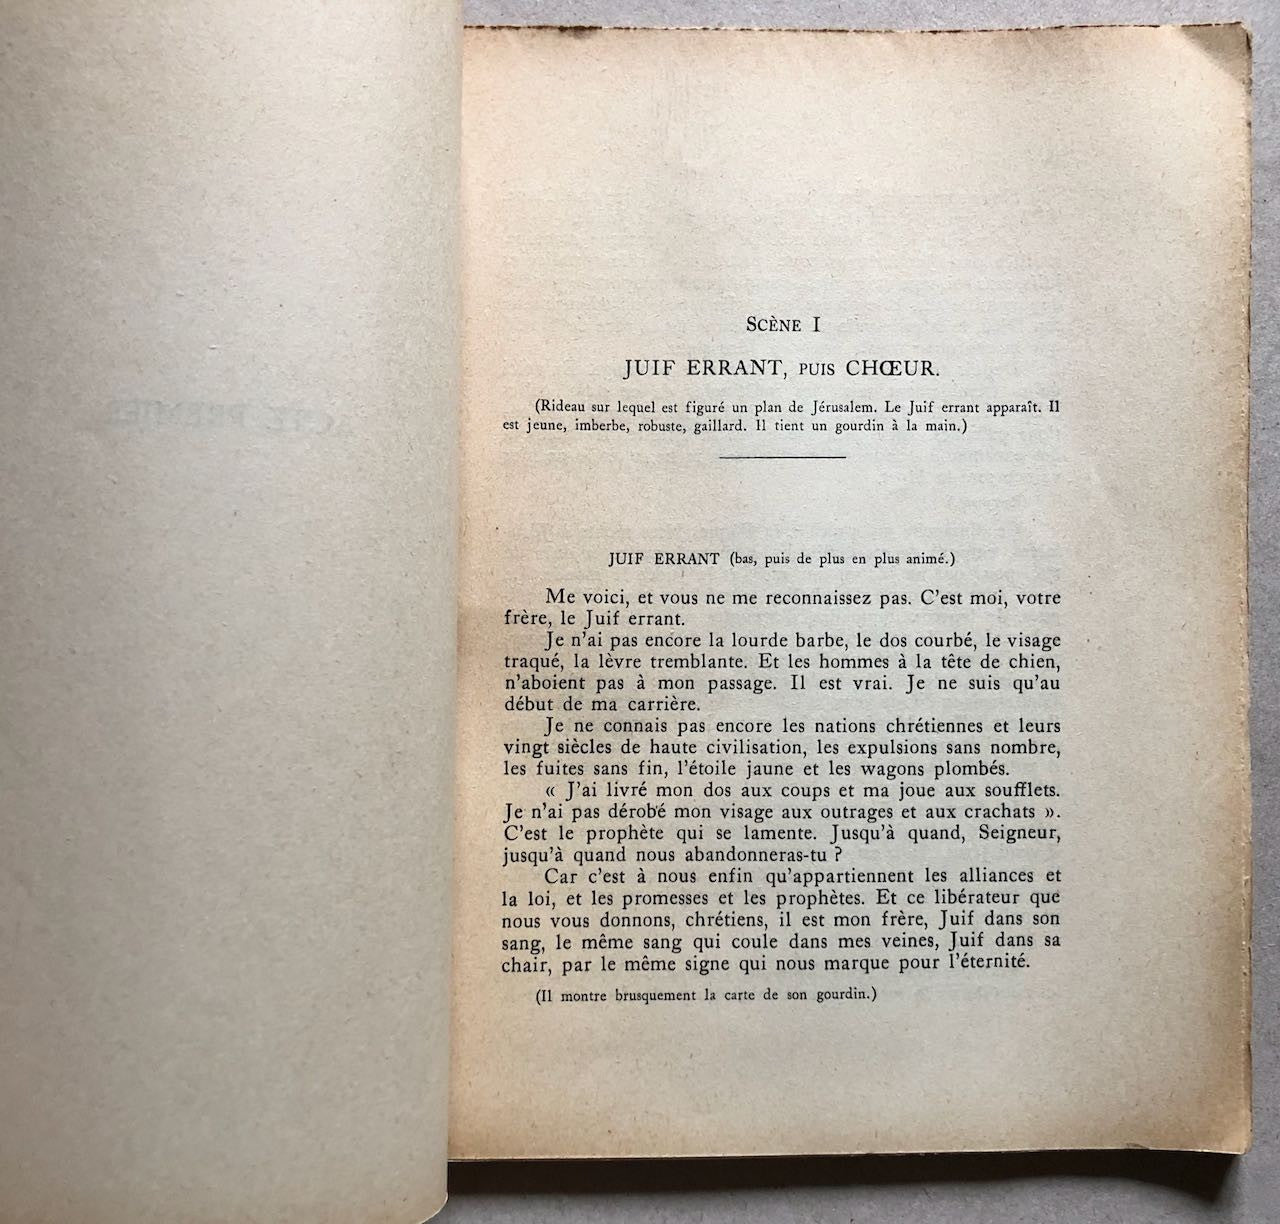 SCÈNE I
JUIF ERRANT, PUIS CHŒUR.
(Rideau sur lequel est figuré un plan de Jérusalem. Le Juif errant apparaît. Il
est jeune, imberbe, robuste, gaillard. Il tient un gourdin à la main.)
JUIF ERRANT (bas, puis de plus en plus animé.)
Me voici, et vous ne me reconnaissez pas. C'est moi, votre
frère, le Juif errant.
Je n'ai pas encore la lourde barbe, le dos courbé, le visage
traqué, la lèvre tremblante. Et les hommes à la tête de chien,
n'aboient pas à mon passage. Il est vrai. Je ne suis qu'au
début de ma carrière.
Je ne connais pas encore les nations chrétiennes et leurs
vingt siècles de haute civilisation, les expulsions sans nombre,
les fuites sans fin, l'étoile jaune et les wagons plombés.
« J'ai livré mon dos aux coups et ma joue aux soufflets.
Je n'ai pas dérobé mon visage aux outrages et aux crachats ».
C'est le prophète qui se lamente. Jusqu'à quand, Seigneur,
jusqu'à quand nous abandonneras-tu ?
Car c'est à nous enfin qu'appartiennent les alliances et
la loi, et les promesses et les prophètes. Et ce libérateur que
nous vous donnons, chrétiens, il est mon frère, Juif dans son
sang, le même sang qui coule dans mes veines, Juif dans sa
chair, par le même signe qui nous marque pour l'éternité.
(Il montre brusquement la carte de son gourdin.)